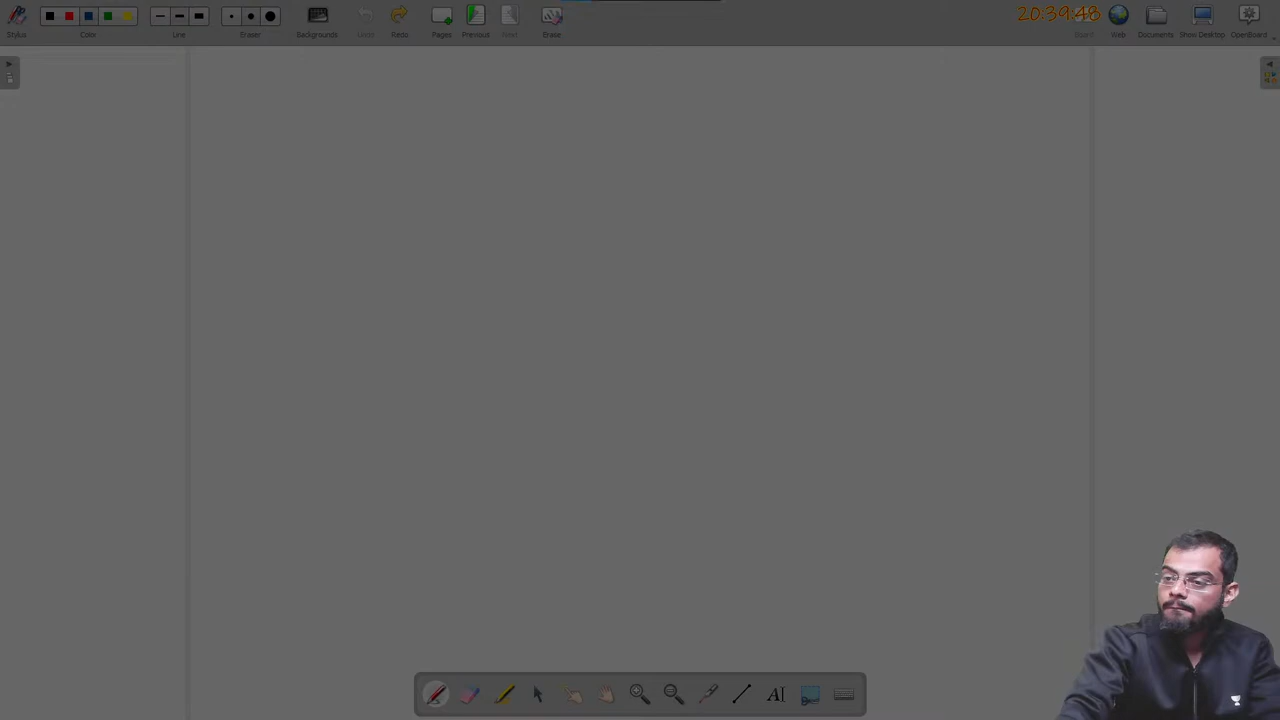 20:39:48
Stylus
Color
Line
Eraser
Backgrounds
Undo
Redo
Pages
Previous
Next
Erase
Board
Web
Documents
Show Desktop
OpenBoard
AI